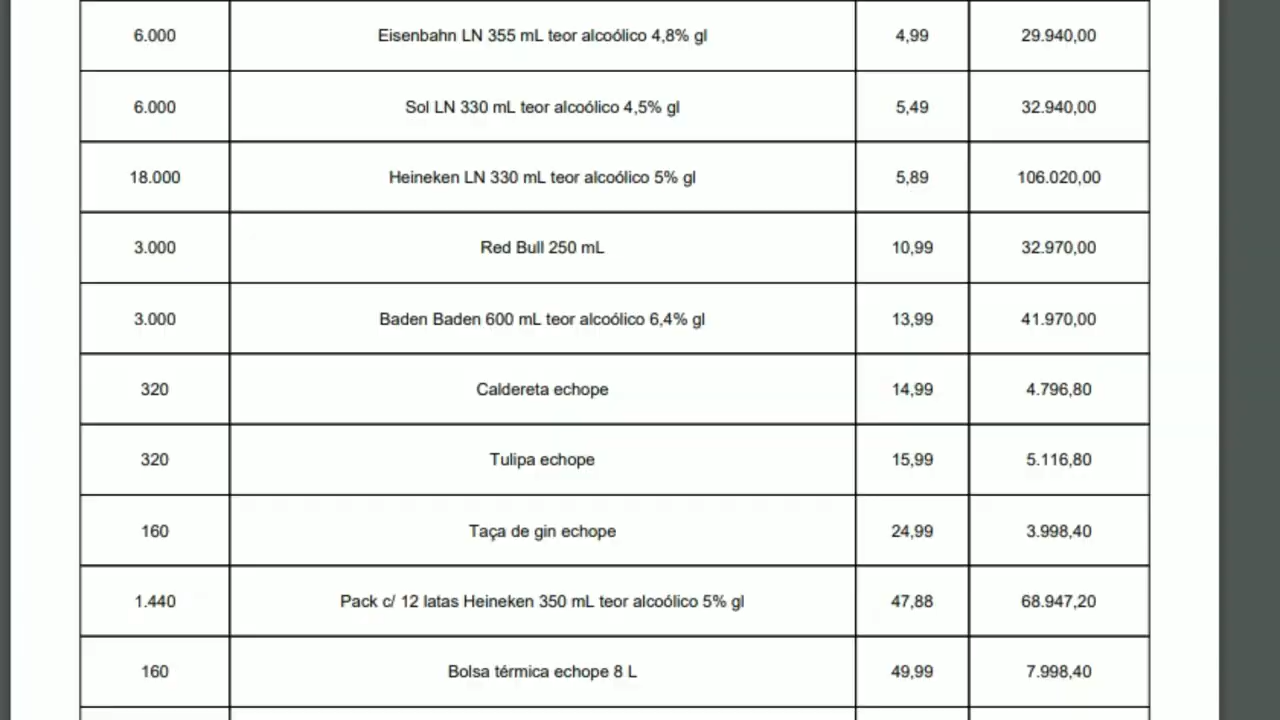 6.000 Eisenbahn LN 355 mL teor alcoólico 4,8% gl 4,99 29.940,00
6.000 Sol LN 330 mL teor alcoólico 4,5% gl 5,49 32.940,00
18.000 Heineken LN 330 mL teor alcoólico 5% gl 5,89 106.020,00
3.000 Red Bull 250 mL 10,99 32.970,00
3.000 Baden Baden 600 mL teor alcoólico 6,4% gl 13,99 41.970,00
320 Caldereta echope 14,99 4.796,80
320 Tulipa echope 15,99 5.116,80
160 Taça de gin echope 24,99 3.998,40
1.440 Pack c/ 12 latas Heineken 350 mL teor alcoólico 5% gl 47,88 68.947,20
160 Bolsa térmica echope 8 L 49,99 7.998,40